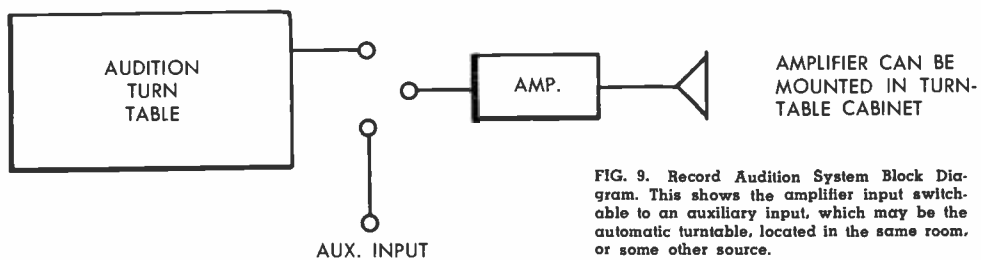 AUDITION
TURN
TABLE
AMP.
AUX. INPUT
AMPLIFIER CAN BE
MOUNTED IN TURN-
TABLE CABINET
FIG. 9. Record Audition System Block Dia-
gram. This shows the amplifier input switch-
able to an auxiliary input, which may be the
automatic turntable, located in the same room,
or some other source.